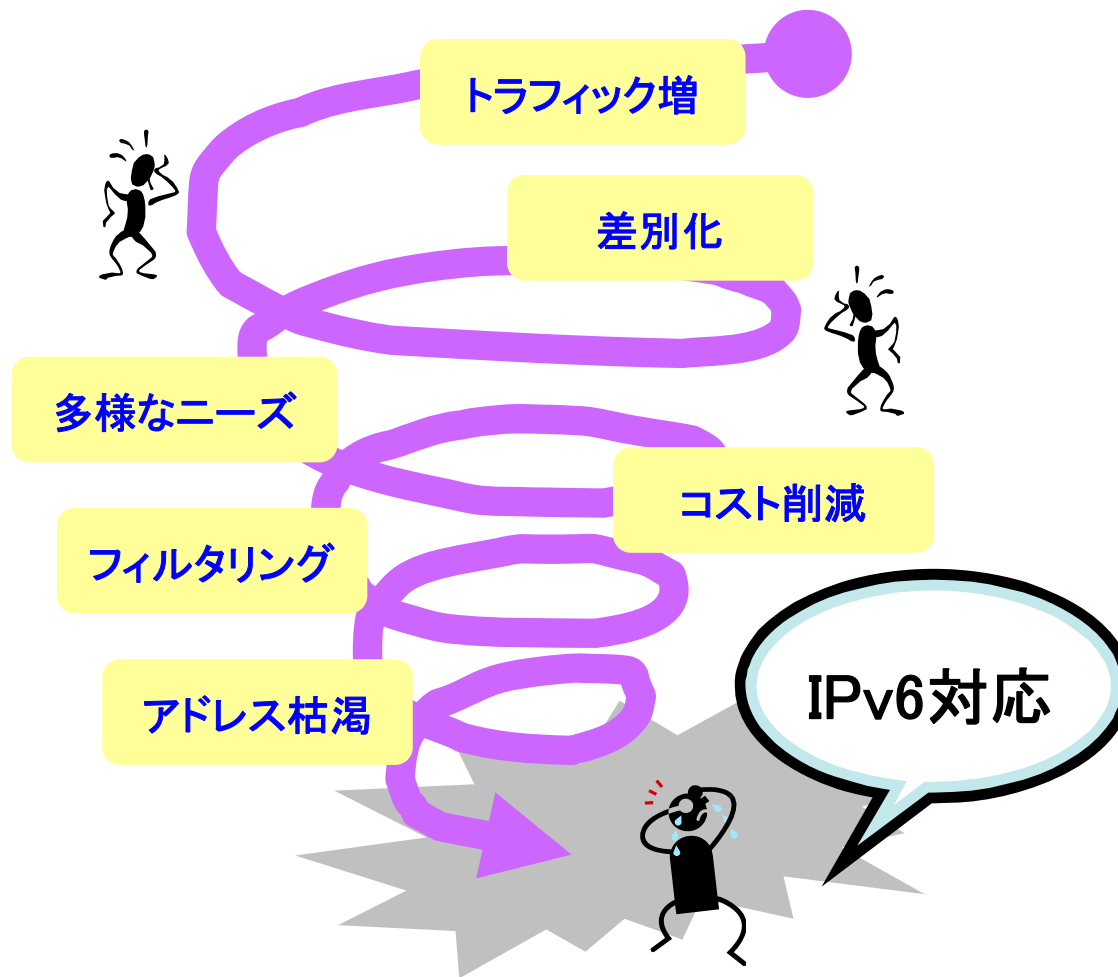 トラフィック増
差別化
多様なニーズ
コスト削減
フィルタリング
アドレス枯渇
IPv6対応